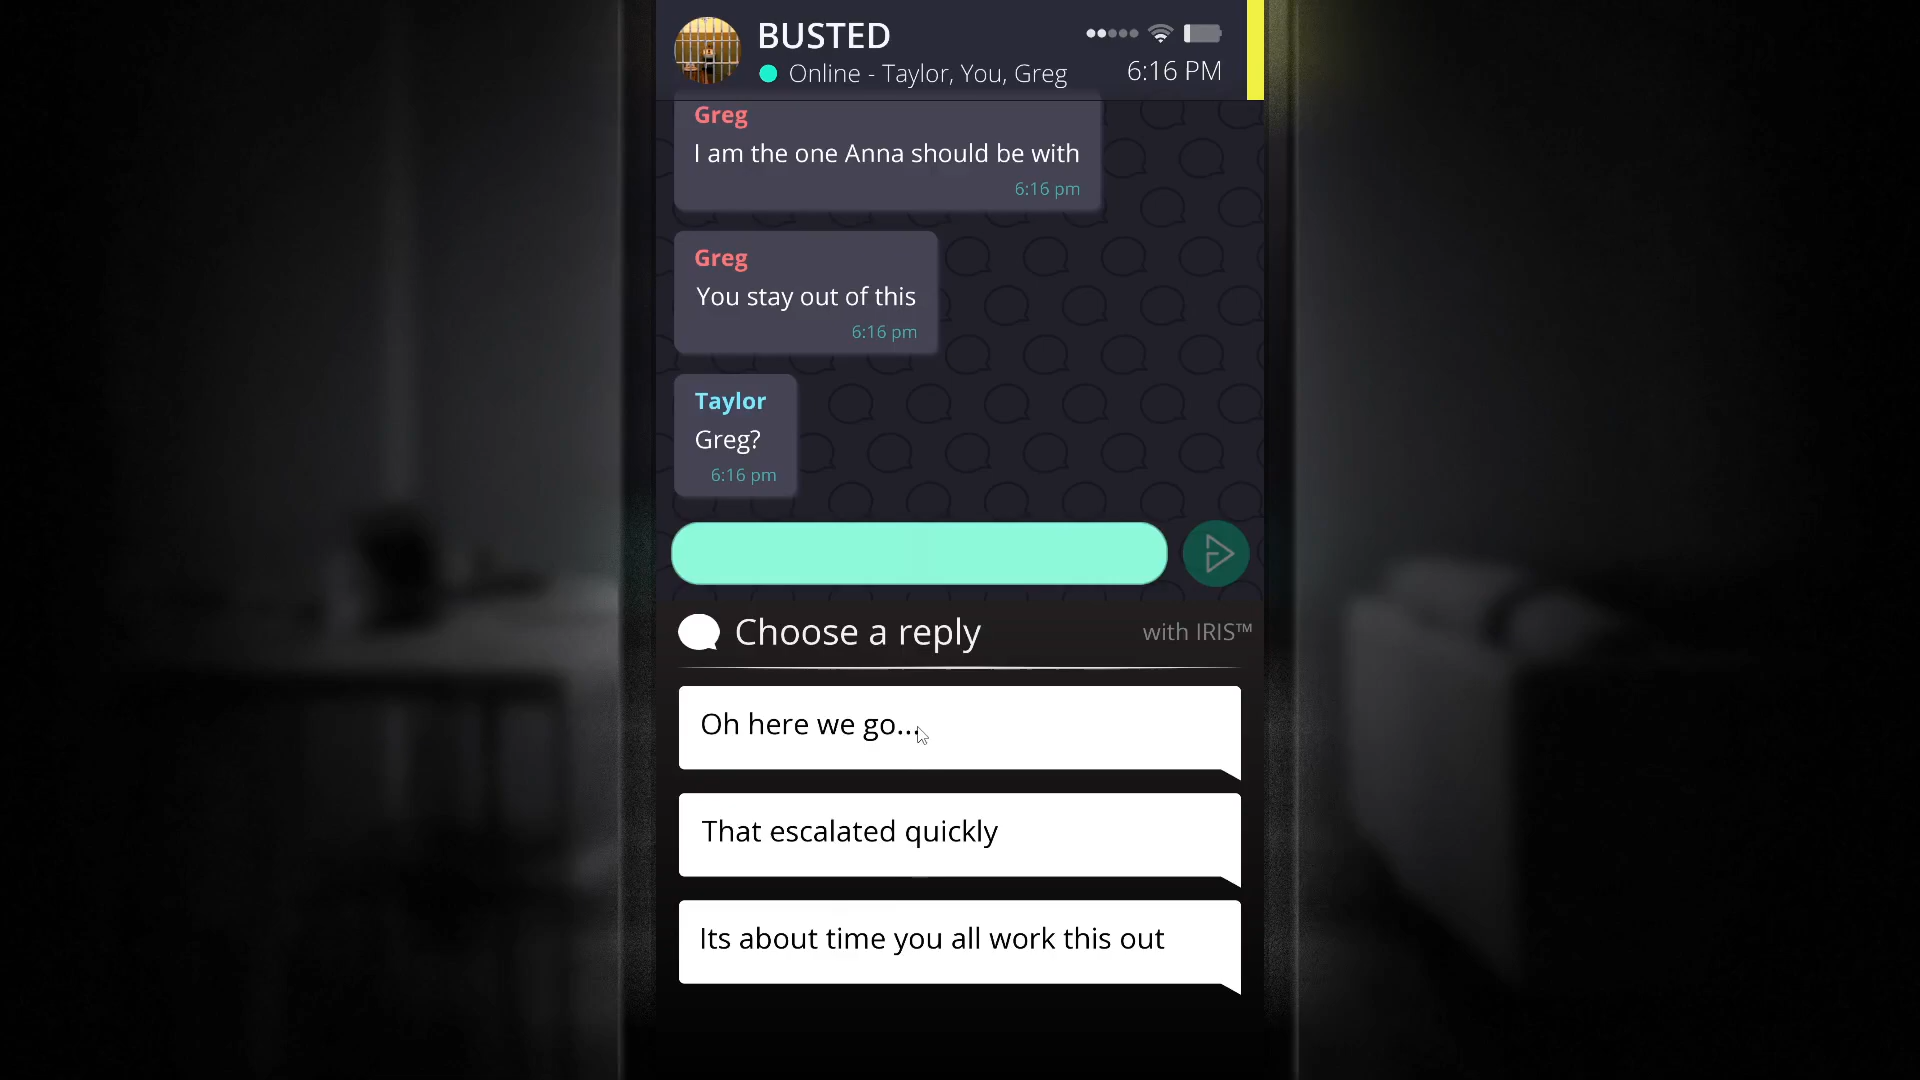 BUSTED
Online - Taylor, You, Greg
6:16 PM
Greg
I am the one Anna should be with
6:16 pm
Greg
You stay out of this
6:16 pm
Taylor
Greg?
6:16 pm
Choose a reply
with IRIS™
Oh here we go...
That escalated quickly
Its about time you all work this out